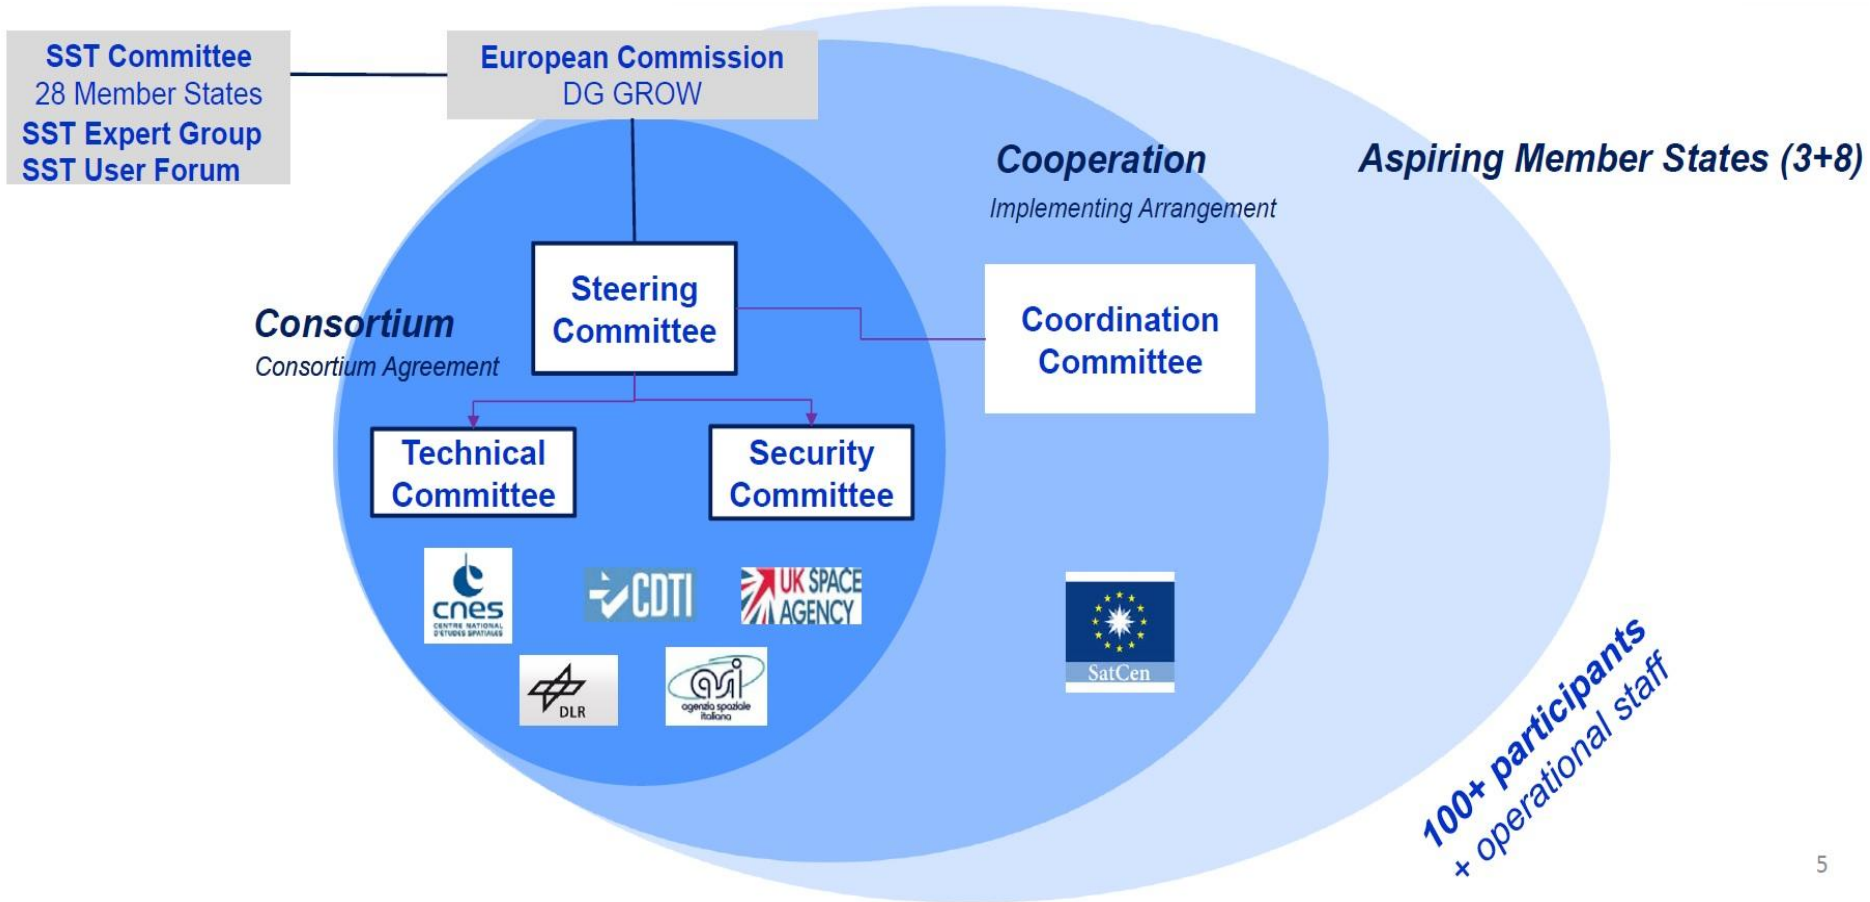 SST Committee
28 Member States
SST Expert Group
SST User Forum
European Commission
DG GROW
Cooperation
Implementing Arrangement
Aspiring Member States (3+8)
Steering
Committee
Consortium
Consortium Agreement
Coordination
Committee
Technical
Committee
Security
Committee
cnes
CENTRE NATIONAL
D'ÉTUDES SPATIALES
CDTI
UK SPACE
AGENCY
DLR
asi
agenzia spaziale
italiana
SatCen
100+ participants
+ operational staff
5